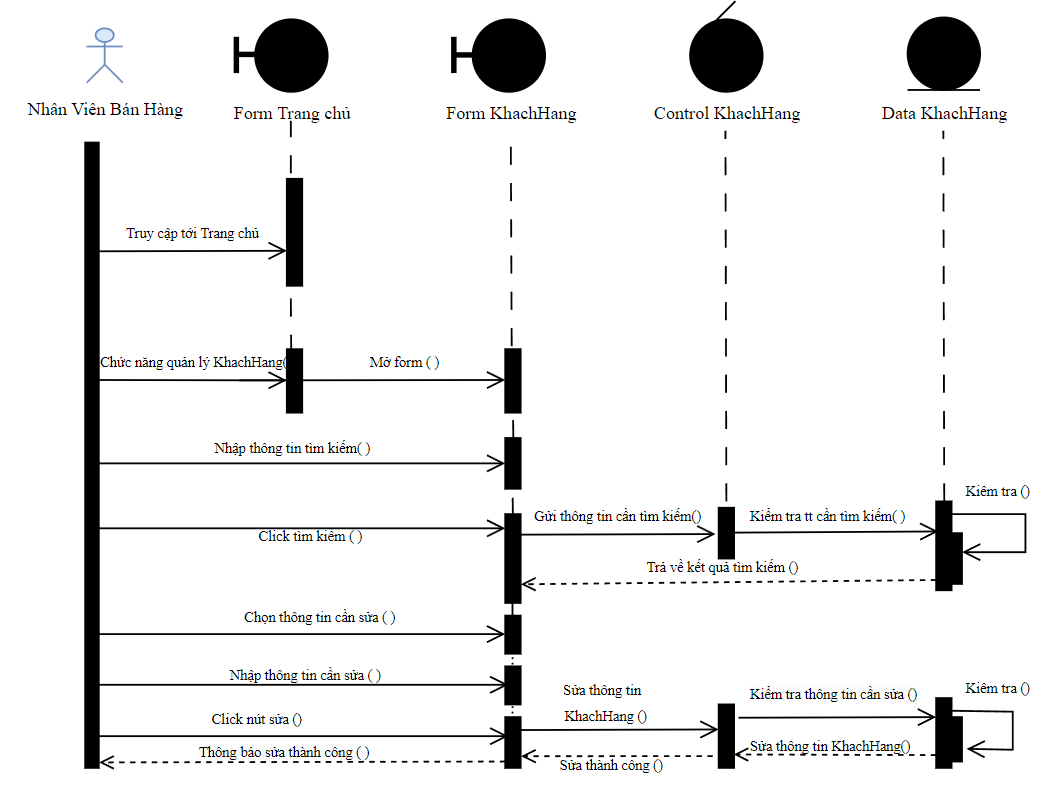 Nhân Viên Bán Hàng
Form Trang chủ
Form KhachHang
Control KhachHang
Data KhachHang
Truy cập tới Trang chủ
Chức năng quản lý KhachHang(
Mở form ( )
Nhập thông tin tìm kiếm( )
Kiêm tra ()
Gửi thông tin cần tìm kiếm()
Kiểm tra tt cần tìm kiếm( )
Click tìm kiếm ( )
Trả về kết quả tìm kiếm ()
Chọn thông tin cần sửa ( )
Nhập thông tin cần sửa ( )
Sửa thông tin
KhachHang ()
Kiểm tra thông tin cần sửa ()
Kiêm tra ()
Click nút sửa ()
Sửa thông tin KhachHang()
Thông báo sửa thành công ( )
Sửa thành công ()